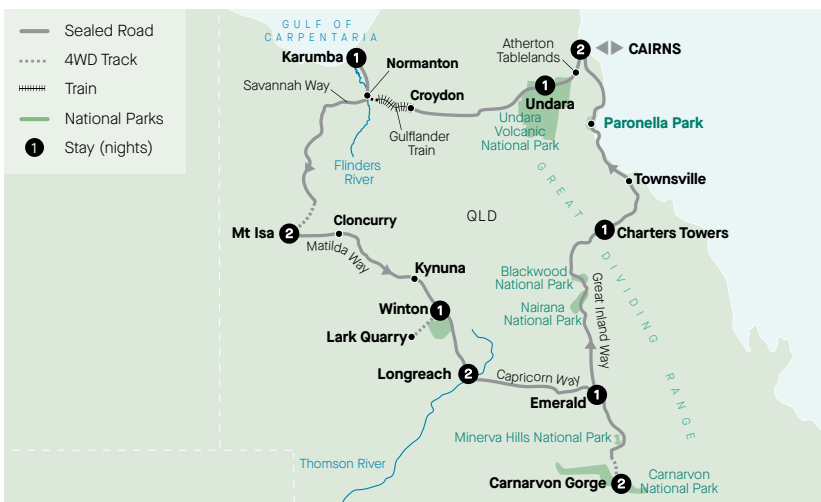 Sealed Road
4WD Track
Train
National Parks
1
Stay (nights)
GULF OF
CARPENTARIA
Karumba
1
Normanton
Savannah Way
Croydon
Gulflander
Train
Flinders
River
Atherton
Tablelands
2
CAIRNS
1
Undara
Undara
Volcanic
National Park
Paronella Park
Townsville
GREAT DIVIDING RANGE
QLD
1
Charters Towers
Mt Isa
2
Cloncurry
Matilda Way
Kynuna
Blackwood
National Park
Nairana
National Park
Great Inland Way
Winton
1
Lark Quarry
Longreach
2
Capricorn Way
Emerald
1
Minerva Hills National Park
Thomson River
Carnarvon Gorge
2
Carnarvon
National Park